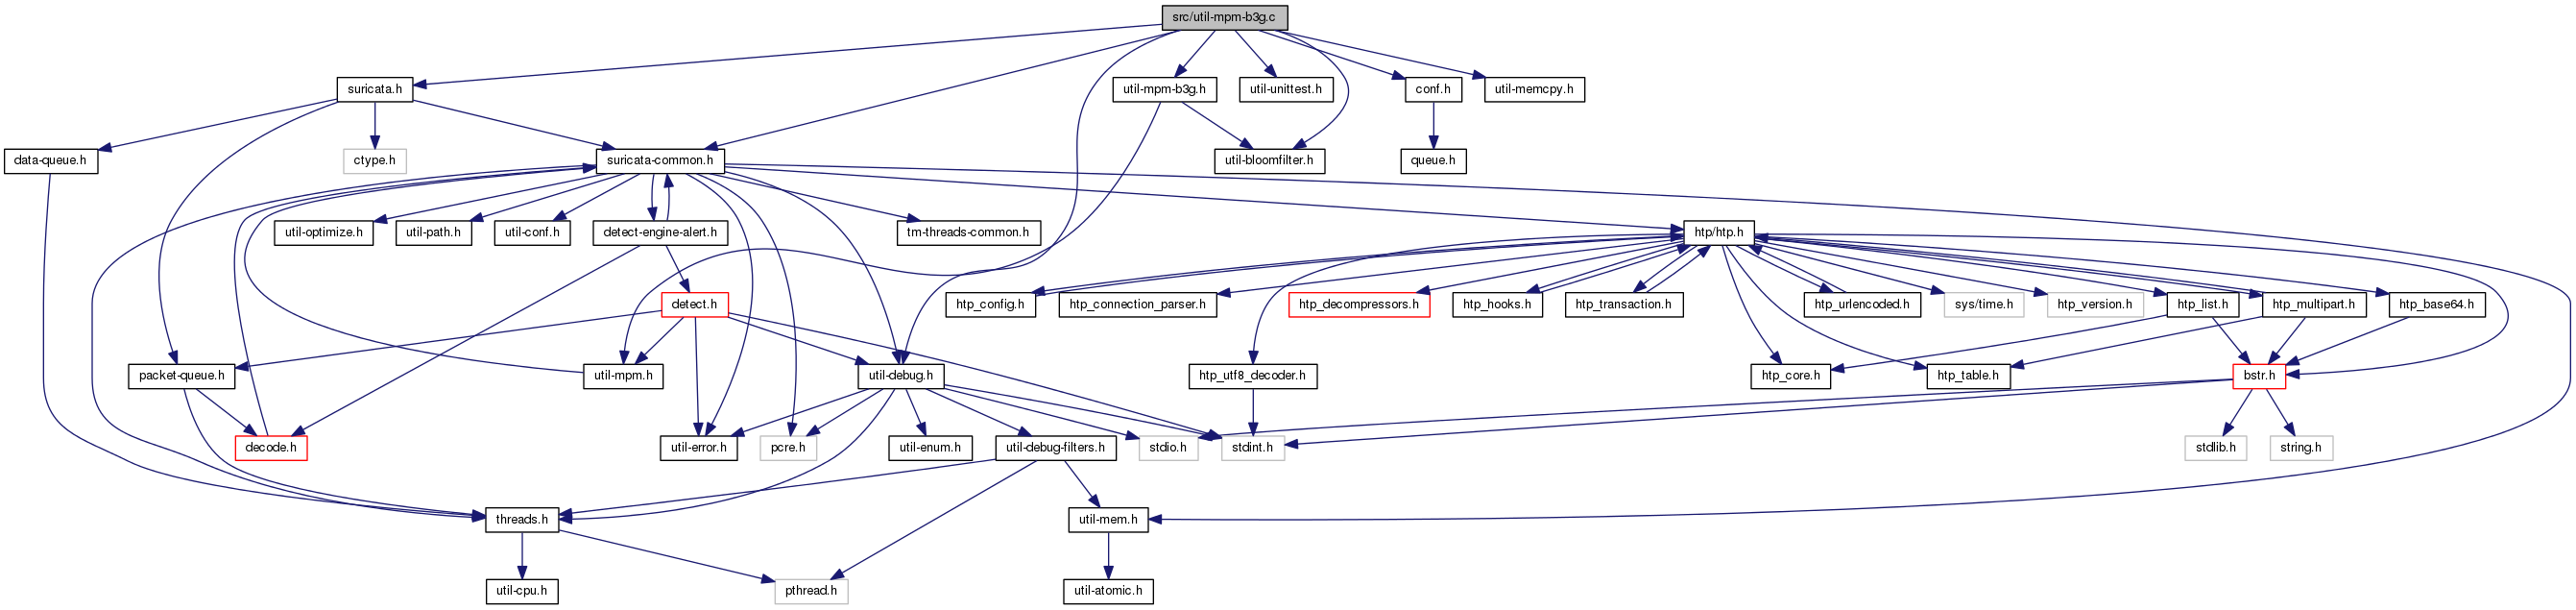 src/util-mpm-b3g.c
suricata.h
util-mpm-b3g.h
util-unittest.h
conf.h
util-memcpy.h
data-queue.h
ctype.h
suricata-common.h
util-bloomfilter.h
queue.h
util-optimize.h
util-path.h
util-conf.h
detect-engine-alert.h
tm-threads-common.h
htp/htp.h
detect.h
htp_config.h
htp_connection_parser.h
htp_decompressors.h
htp_hooks.h
htp_transaction.h
htp_urlencoded.h
sys/time.h
htp_version.h
htp_list.h
htp_multipart.h
htp_base64.h
packet-queue.h
util-mpm.h
util-debug.h
htp_utf8_decoder.h
htp_core.h
htp_table.h
bstr.h
decode.h
util-error.h
pcre.h
util-enum.h
util-debug-filters.h
stdio.h
stdint.h
stdlib.h
string.h
threads.h
util-mem.h
util-cpu.h
pthread.h
util-atomic.h